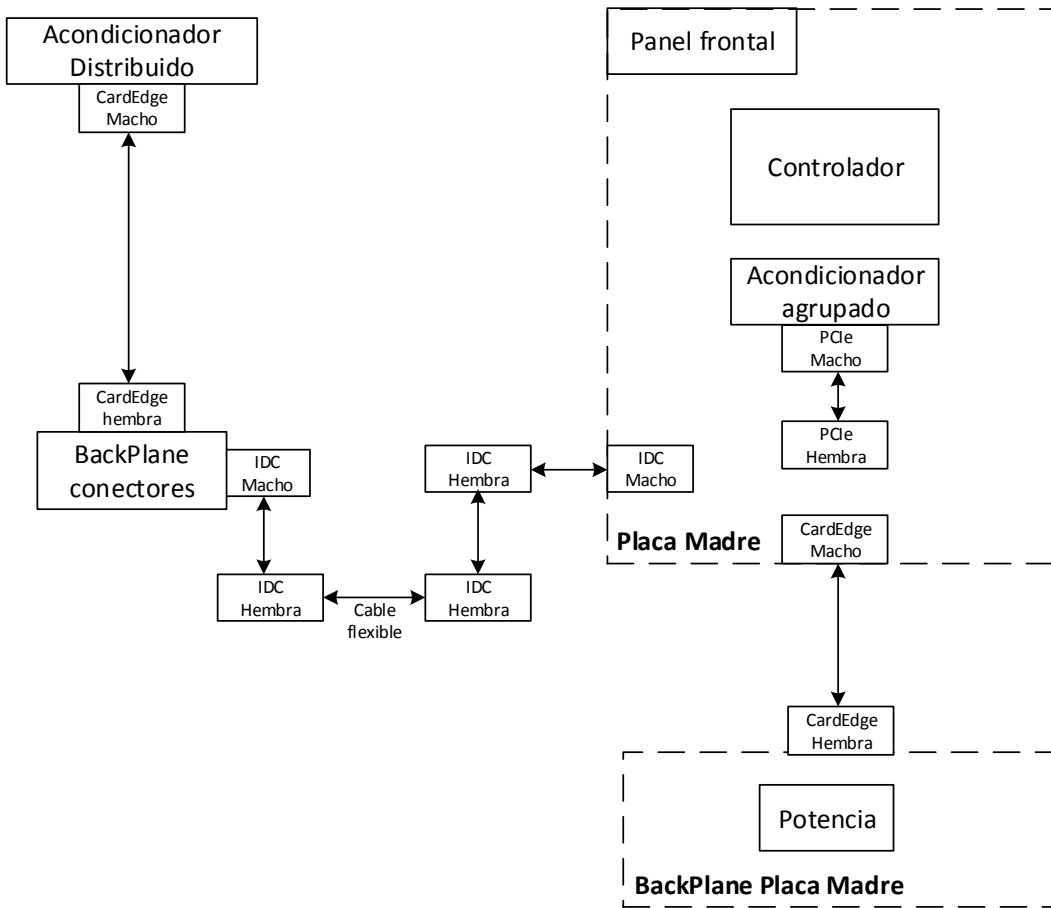 Acondicionador
Distribuido
CardEdge
Macho
CardEdge
hembra
BackPlane
conectores
IDC
Macho
IDC
Hembra
Cable
flexible
IDC
Hembra
IDC
Hembra
IDC
Macho
Panel frontal
Controlador
Acondicionador
agrupado
PCIe
Macho
PCIe
Hembra
Placa Madre
CardEdge
Macho
CardEdge
Hembra
Potencia
BackPlane Placa Madre